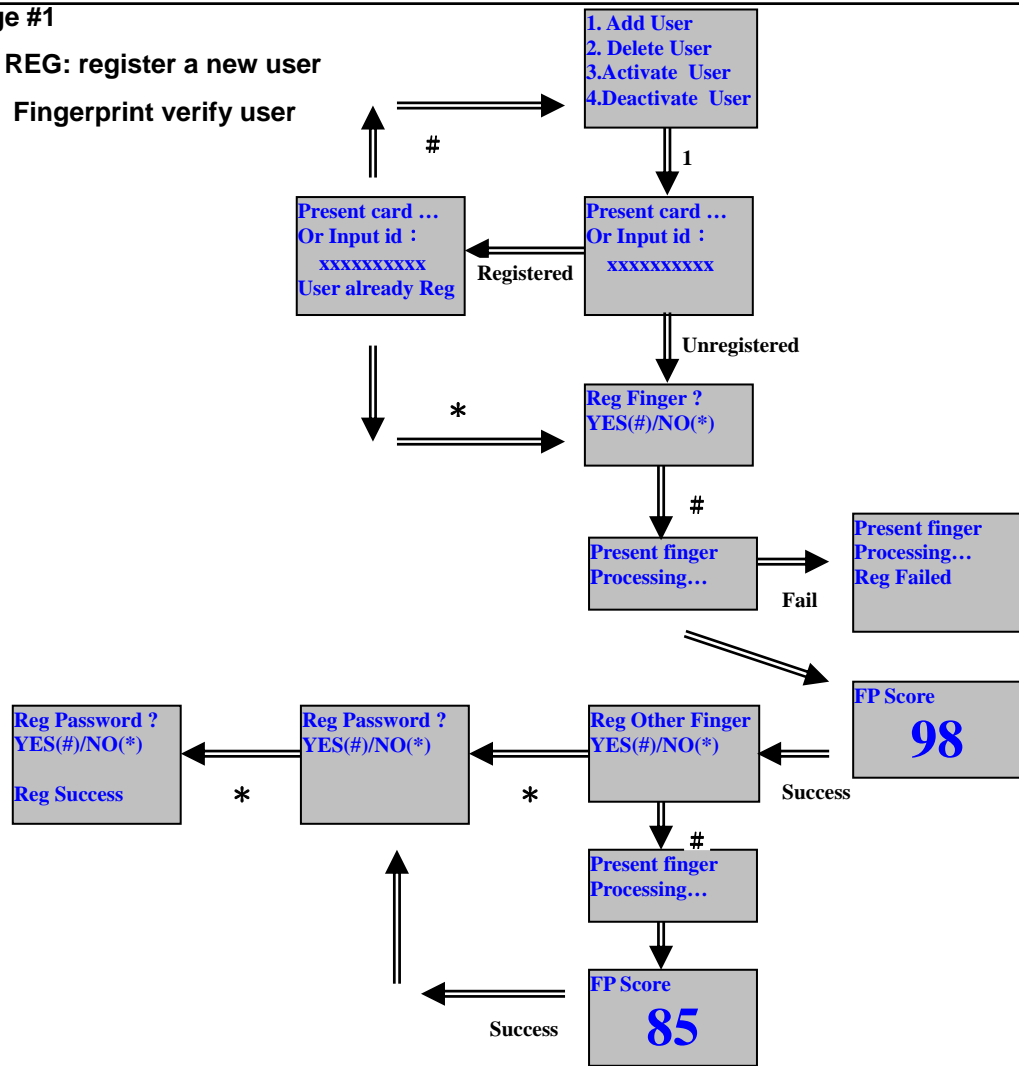 ge #1
REG: register a new user
Fingerprint verify user
1. Add User
2. Delete User
3.Activate User
4.Deactivate User
#
1
Present card …
Or Input id：
xxxxxxxxxx
User already Reg
Registered
Present card …
Or Input id：
xxxxxxxxxx
Unregistered
*
Reg Finger ?
YES(#)/NO(*)
#
Present finger
Processing…
Fail
Present finger
Processing…
Reg Failed
FP Score
98
Success
Reg Other Finger
YES(#)/NO(*)
*
Reg Password ?
YES(#)/NO(*)
*
Reg Password ?
YES(#)/NO(*)
Reg Success
#
Present finger
Processing…
FP Score
85
Success